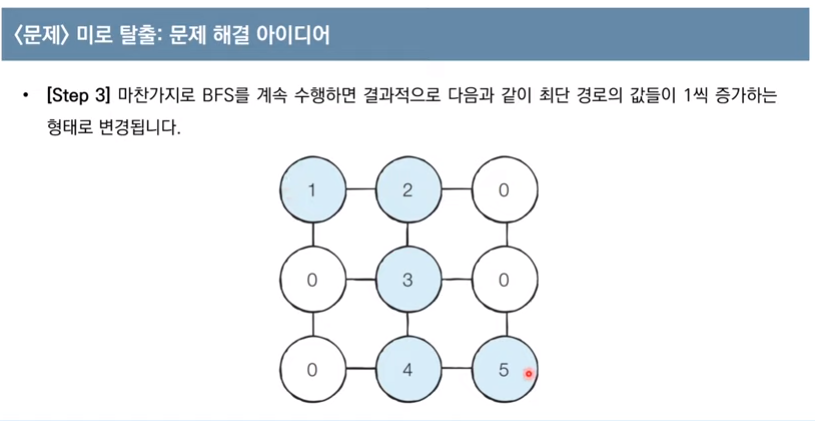 <문제> 미로 탈출: 문제 해결 아이디어
• [Step 3] 마찬가지로 BFS를 계속 수행하면 결과적으로 다음과 같이 최단 경로의 값들이 1씩 증가하는
형태로 변경됩니다.
1 2 0
0 3 0
0 4 5